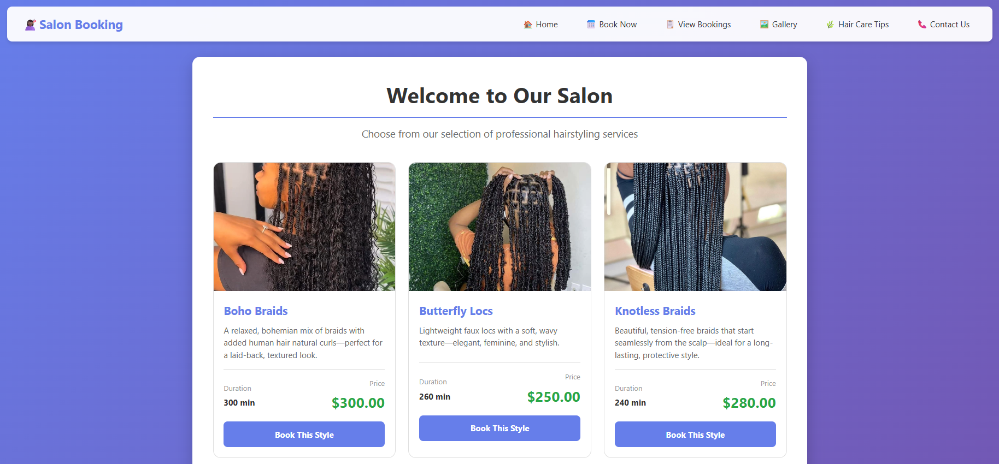 Salon Booking
Home
Book Now
View Bookings
Gallery
Hair Care Tips
Contact Us
Welcome to Our Salon
Choose from our selection of professional hairstyling services
Boho Braids
A relaxed, bohemian mix of braids with
added human hair natural curls—perfect for
a laid-back, textured look.
Duration
Price
300 min
$300.00
Book This Style
Butterfly Locs
Lightweight faux locs with a soft, wavy
texture—elegant, feminine, and stylish.
Duration
Price
260 min
$250.00
Book This Style
Knotless Braids
Beautiful, tension-free braids that start
seamlessly from the scalp—ideal for a long-
lasting, protective style.
Duration
Price
240 min
$280.00
Book This Style